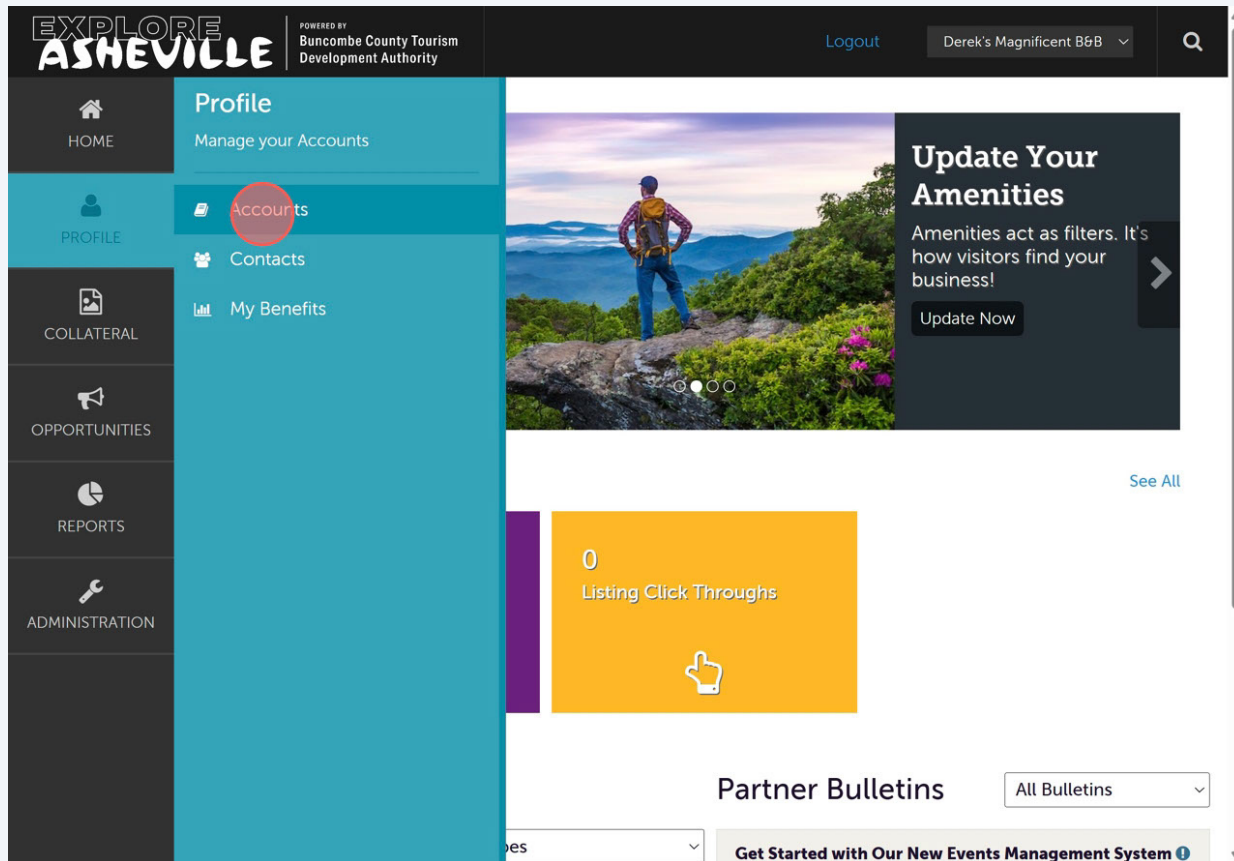 EXPLORE
ASHEVILLE
POWERED BY
Buncombe County Tourism
Development Authority
Logout
Derek's Magnificent B&B
HOME
PROFILE
COLLATERAL
OPPORTUNITIES
REPORTS
ADMINISTRATION
Profile
Manage your Accounts
Accounts
Contacts
My Benefits
Update Your
Amenities
Amenities act as filters. It's
how visitors find your
business!
Update Now
See All
0
Listing Click Throughs
Partner Bulletins
All Bulletins
Get Started with Our New Events Management System